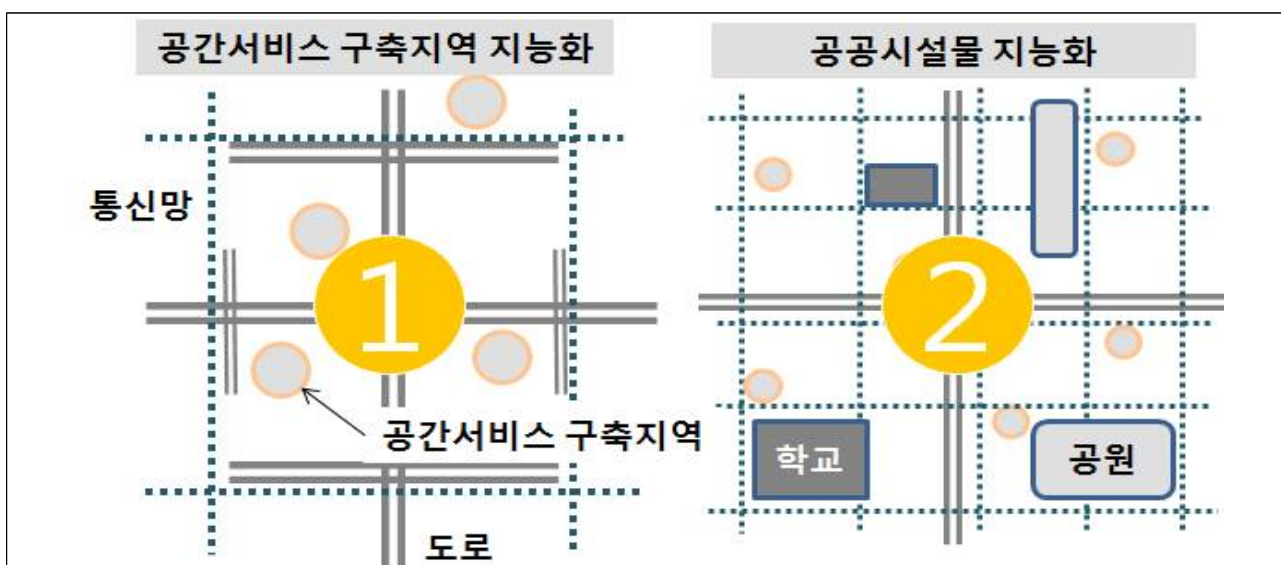 공간서비스 구축지역 지능화
통신망
1
공간서비스 구축지역
도로
공공시설물 지능화
2
학교
공원